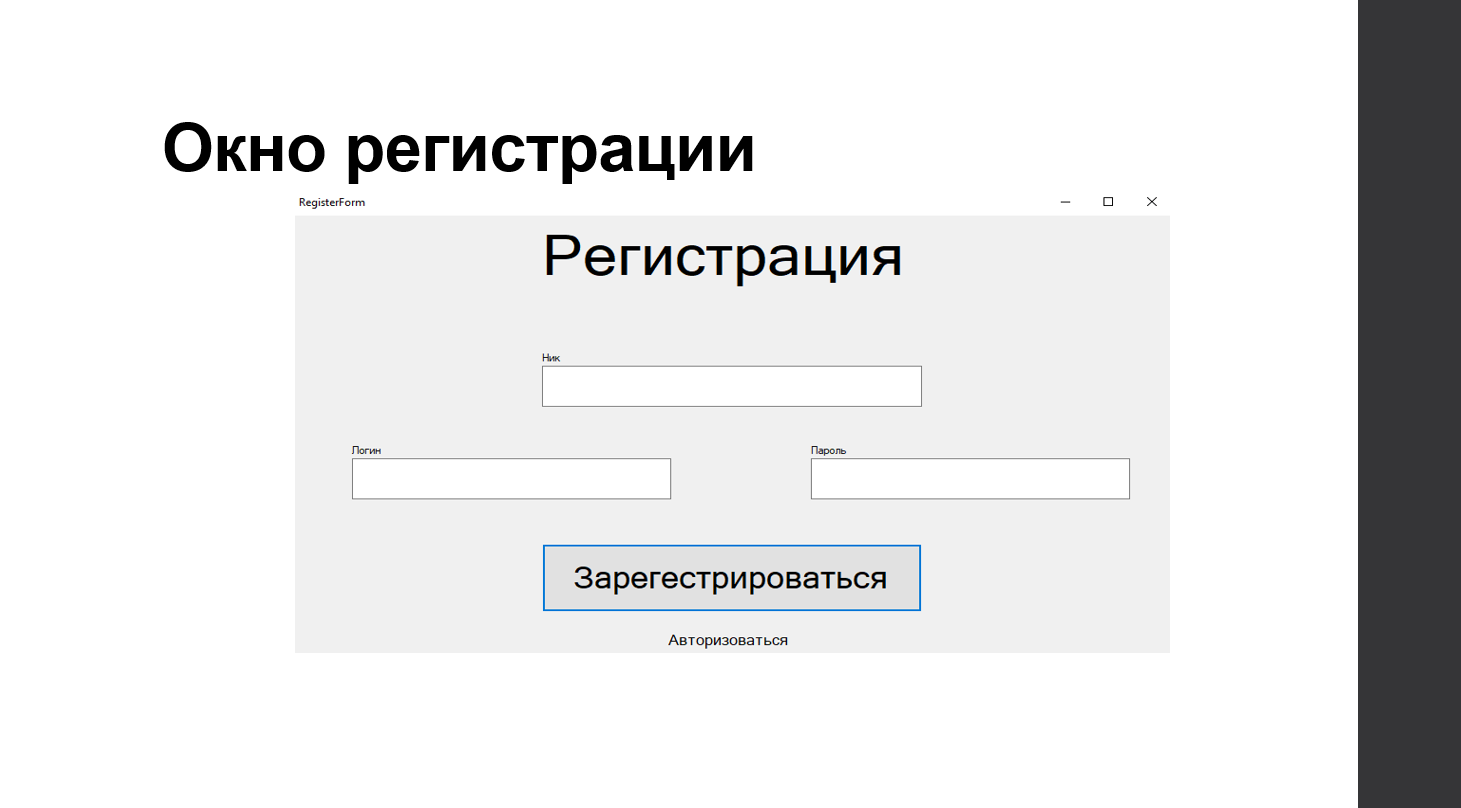 Окно регистрации
RegisterForm
Регистрация
Ник
Логин
Пароль
Зарегестрироваться
Авторизоваться